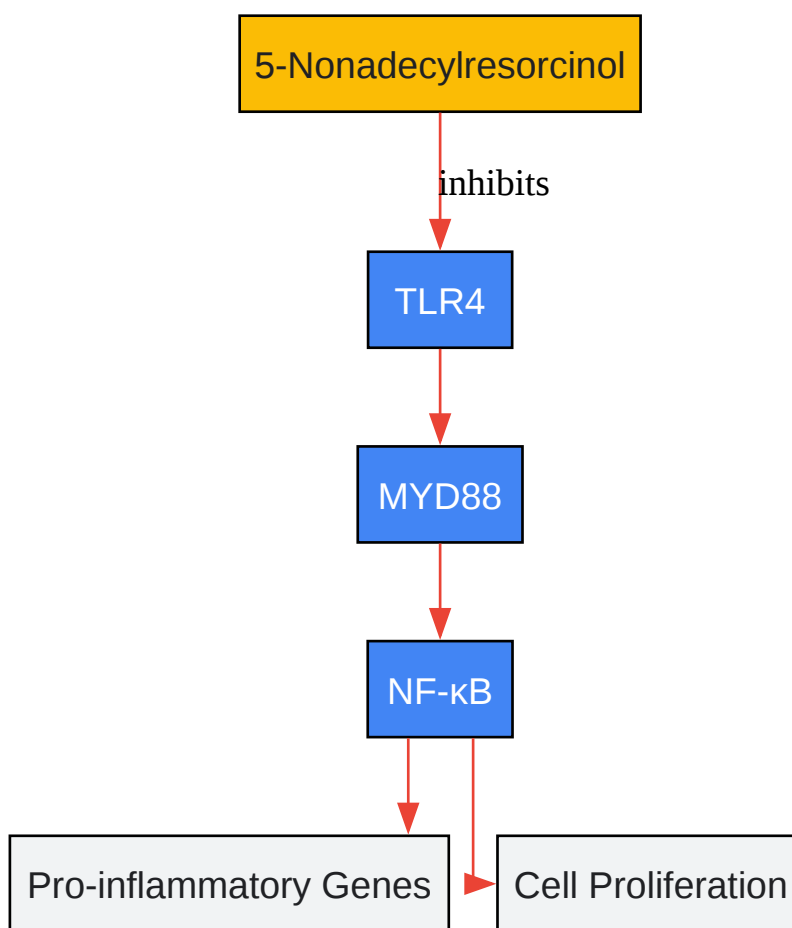 5-Nonadecylresorcinol
inhibits
TLR4
MYD88
NF-κB
Pro-inflammatory Genes
Cell Proliferation